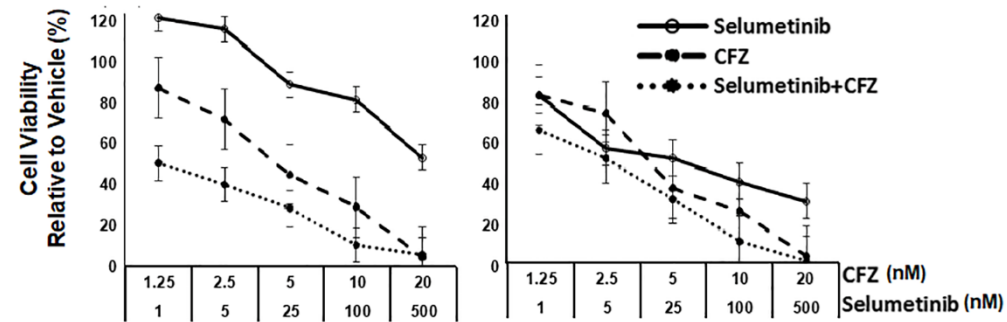 Cell Viability
Relative to Vehicle (%)
120
100
80
60
40
20
0
1.25 2.5 5 10 20
1 5 25 100 500
120
100
80
60
40
20
0
Selumetinib
CFZ
Selumetinib+CFZ
1.25 2.5 5 10 20 CFZ (nM)
1 5 25 100 500 Selumetinib (nM)